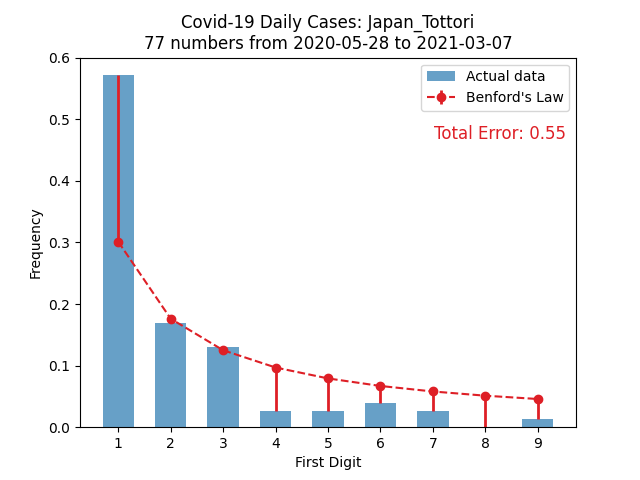 Covid-19 Daily Cases: Japan_Tottori
77 numbers from 2020-05-28 to 2021-03-07
Actual data
Benford's Law
Total Error: 0.55
Frequency
0.6
0.5
0.4
0.3
0.2
0.1
0.0
1 2 3 4 5 6 7 8 9
First Digit